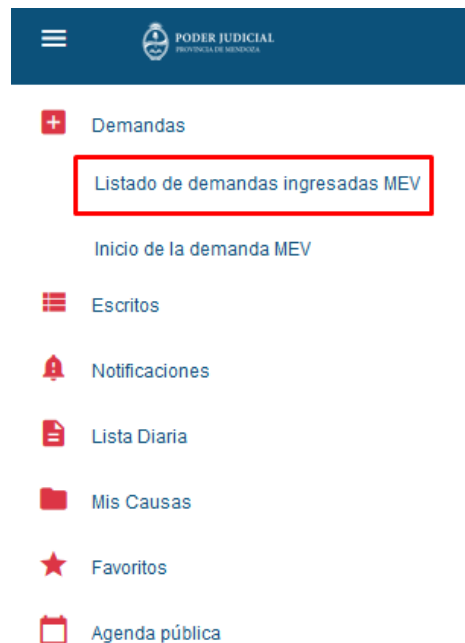 PODER JUDICIAL
PROVINCIA DE MENDOZA
Demandas
Listado de demandas ingresadas MEV
Inicio de la demanda MEV
Escritos
Notificaciones
Lista Diaria
Mis Causas
Favoritos
Agenda pública